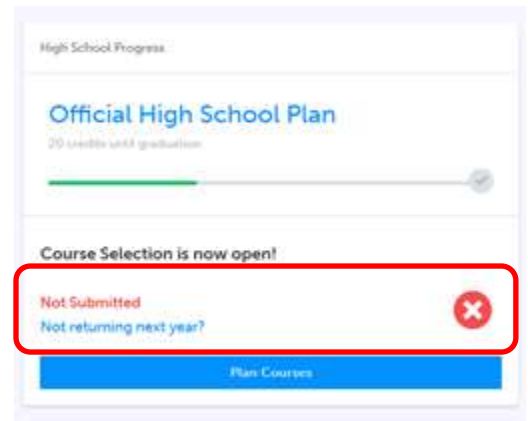 High School Progress
Official High School Plan
20 credits until graduation
Course Selection is now open!
Not Submitted
Not returning next year?
Plan Courses